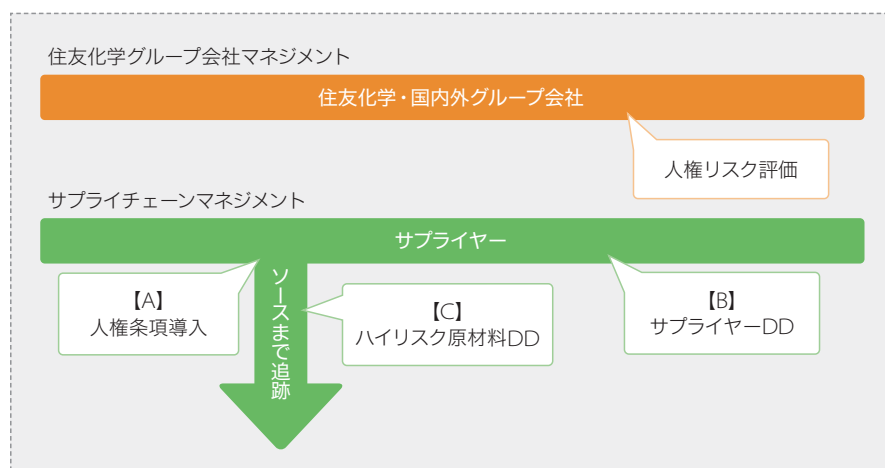 住友化学グループ会社マネジメント
住友化学・国内外グループ会社
人権リスク評価
サプライチェーンマネジメント
サプライヤー
【A】
人権条項導入
ソースまで追跡
【C】
ハイリスク原材料DD
【B】
サプライヤーDD